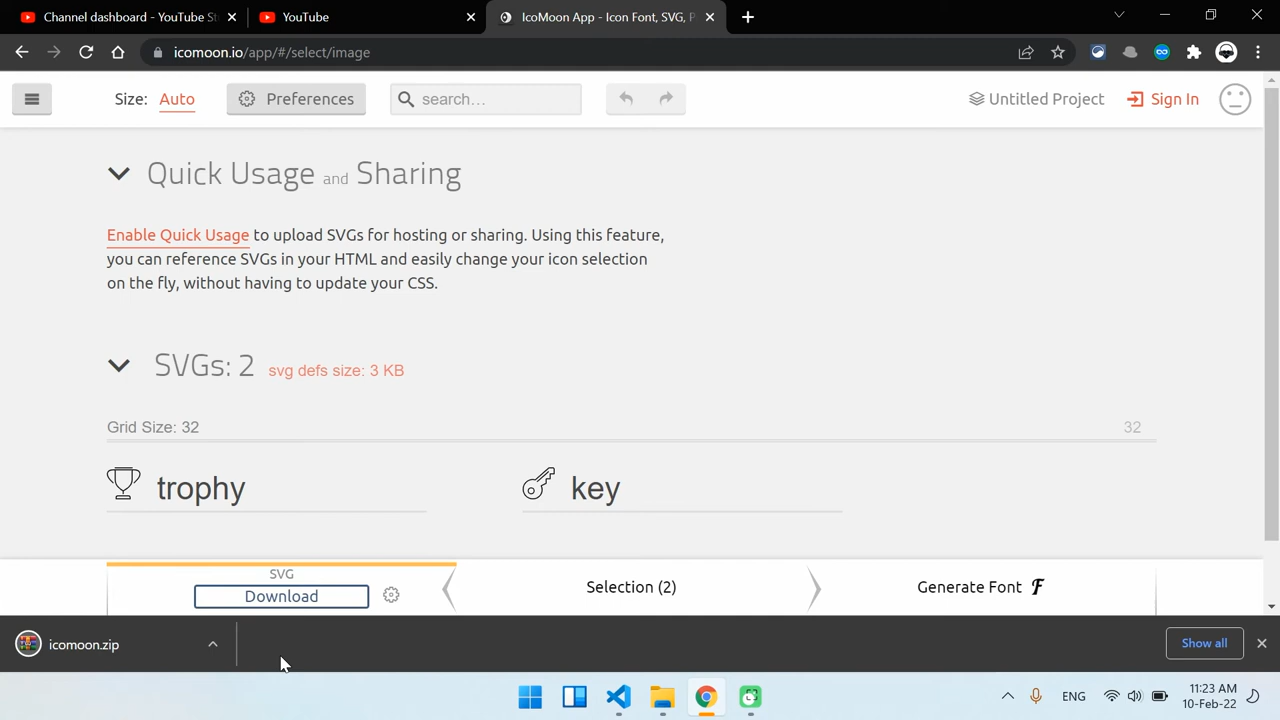 Channel dashboard - YouTube St
YouTube
IcoMoon App - Icon Font, SVG, P
icomoon.io/app/#/select/image
Size: Auto
Preferences
search...
Untitled Project
Sign In
Quick Usage and Sharing
Enable Quick Usage to upload SVGs for hosting or sharing. Using this feature,
you can reference SVGs in your HTML and easily change your icon selection
on the fly, without having to update your CSS.
SVGs: 2 svg defs size: 3 KB
Grid Size: 32
32
trophy
key
SVG
Download
Selection (2)
Generate Font
icomoon.zip
Show all
ENG
11:23 AM
10-Feb-22